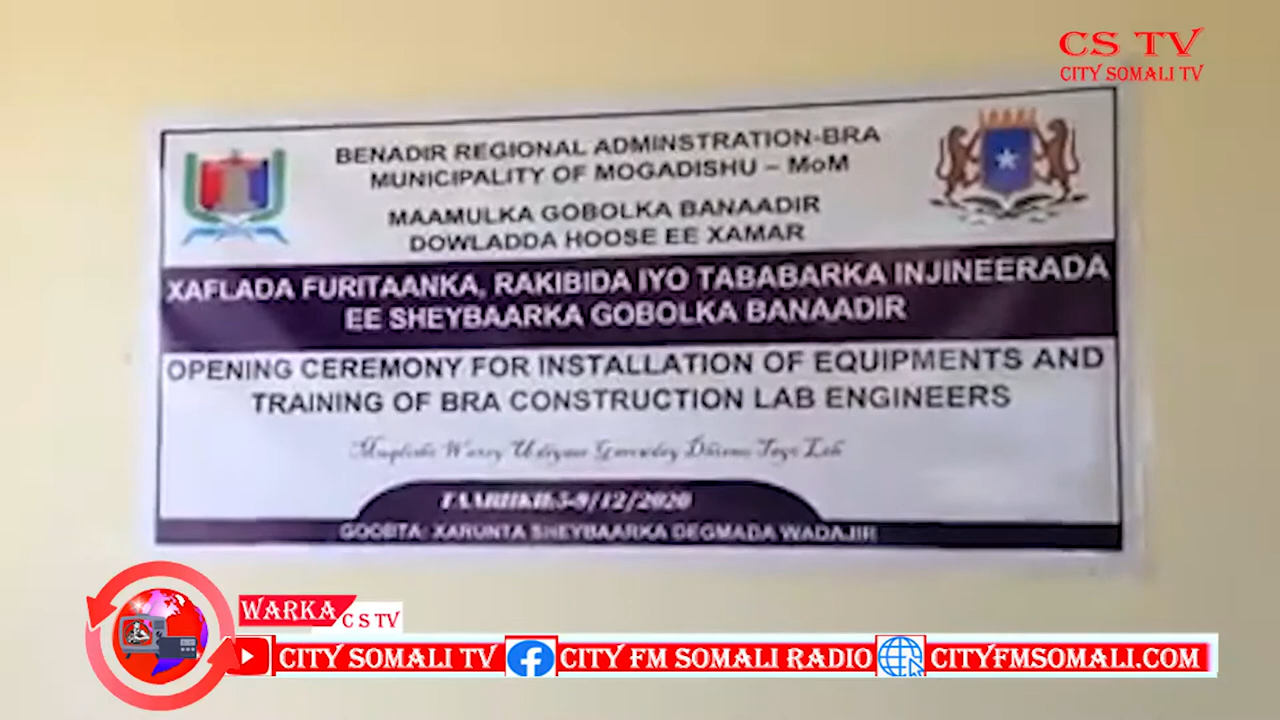 CS TV
CITY SOMALI TV
BENADIR REGIONAL ADMINSTRATION-BRA
MUNICIPALITY OF MOGADISHU – MoM
MAAMULKA GOBOLKA BANAADIR
DOWLADDA HOOSE EE XAMAR
XAFLADA FURITAANKA, RAKIBIDA IYO TABABARKA INJINEERADA
EE SHEYBAARKA GOBOLKA BANAADIR
OPENING CEREMONY FOR INSTALLATION OF EQUIPMENTS AND
TRAINING OF BRA CONSTRUCTION LAB ENGINEERS
TAARIIKH:5-9/12/2020
GOOBTA: XARUNTA SHEYBAARKA DEGMADA WADAJIR
WARKA
C S TV
CITY SOMALI TV CITY FM SOMALI RADIO CITYFMSOMALI.COM